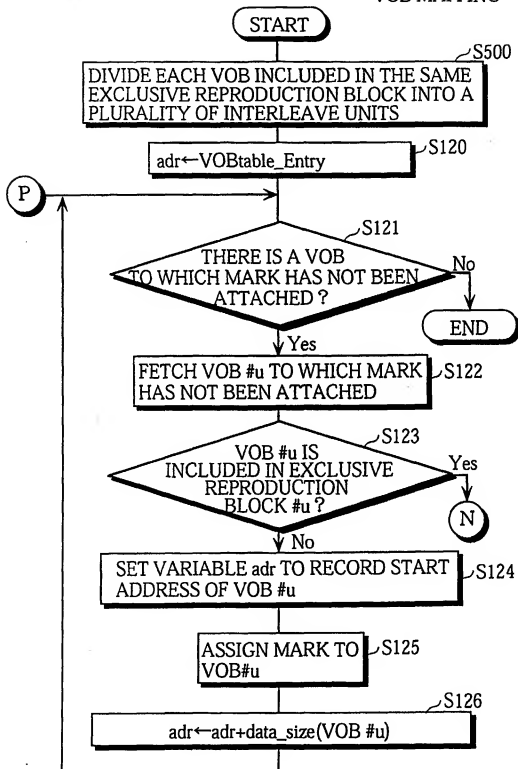 START
S500
DIVIDE EACH VOB INCLUDED IN THE SAME
EXCLUSIVE REPRODUCTION BLOCK INTO A
PLURALITY OF INTERLEAVE UNITS
S120
adr←VOBtable_Entry
P
S121
THERE IS A VOB
TO WHICH MARK HAS NOT BEEN
ATTACHED ?
No
END
Yes
FETCH VOB #u TO WHICH MARK
HAS NOT BEEN ATTACHED
S122
S123
VOB #u IS
INCLUDED IN EXCLUSIVE
REPRODUCTION
BLOCK #u ?
Yes
N
No
SET VARIABLE adr TO RECORD START
ADDRESS OF VOB #u
S124
ASSIGN MARK TO
VOB#u
S125
S126
adr←adr+data_size(VOB #u)